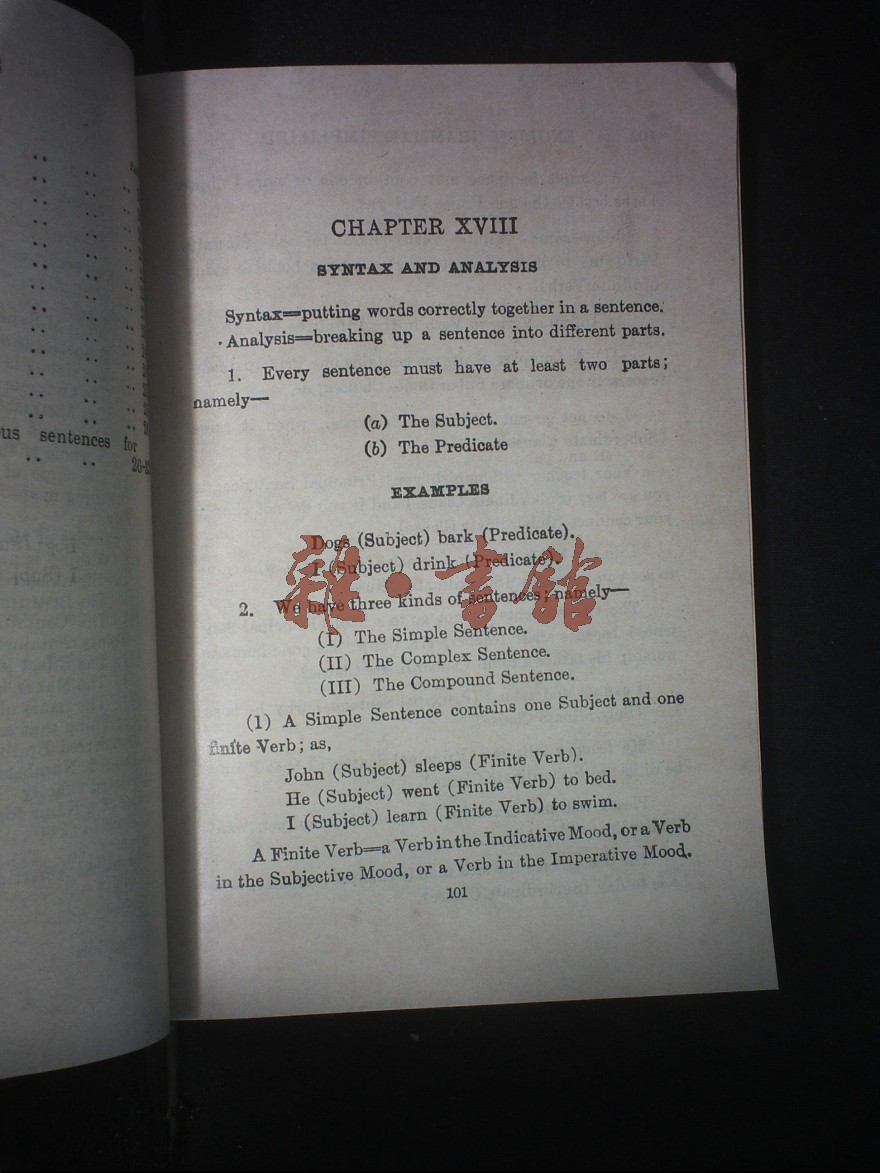 us sentences for
26-
CHAPTER XVIII
SYNTAX AND ANALYSIS
Syntax=putting words correctly together in a sentence.
Analysis=breaking up a sentence into different parts.
1. Every sentence must have at least two parts;
namely—
(a) The Subject.
(b) The Predicate
EXAMPLES
Dogs (Subject) bark (Predicate).
I (Subject) drink (Predicate).
雜·書館
2. We have three kinds of sentences; namely—
(I) The Simple Sentence.
(II) The Complex Sentence.
(III) The Compound Sentence.
(1) A Simple Sentence contains one Subject and one
finite Verb; as,
John (Subject) sleeps (Finite Verb).
He (Subject) went (Finite Verb) to bed.
I (Subject) learn (Finite Verb) to swim.
A Finite Verb=a Verb in the Indicative Mood, or a Verb
in the Subjective Mood, or a Verb in the Imperative Mood.
101